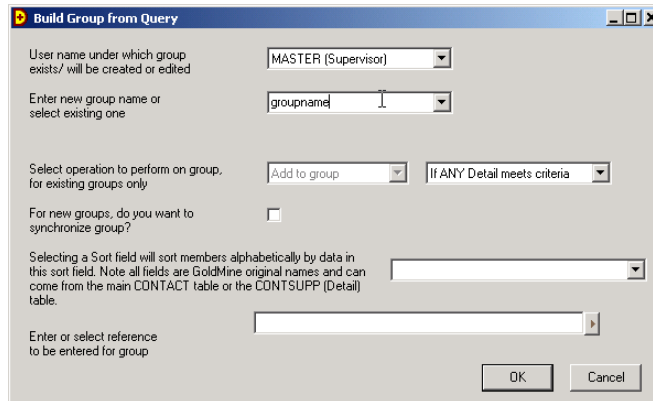 Build Group from Query
User name under which group
exists/ will be created or edited
MASTER (Supervisor)
Enter new group name or
select existing one
groupname
Select operation to perform on group,
for existing groups only
Add to group
If ANY Detail meets criteria
For new groups, do you want to
synchronize group?
Selecting a Sort field will sort members alphabetically by data in
this sort field. Note all fields are GoldMine original names and can
come from the main CONTACT table or the CONTSUPP (Detail)
table.
Enter or select reference
to be entered for group
OK
Cancel